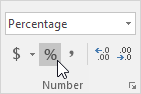 Percentage
$ % , ←.0 .00 .00 →.0
Number